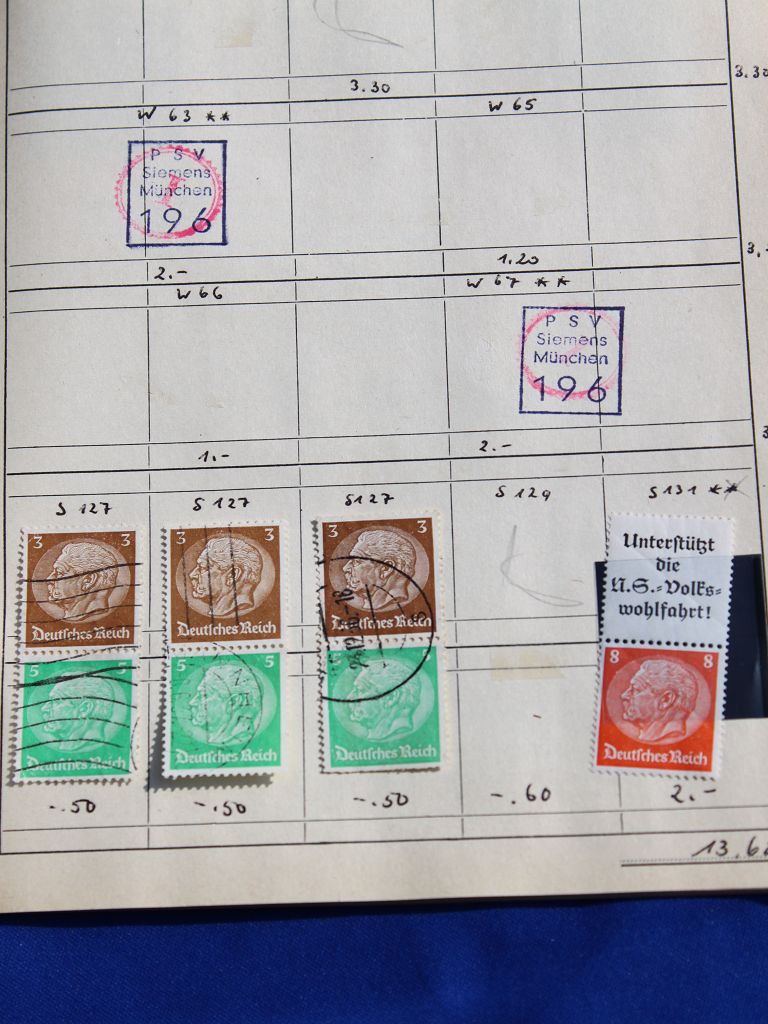 3.30
3.30
W 63 **
W 65
P S V
Siemens
München
196
2.-
1.20
3.-
W 66
W 67 **
P S V
Siemens
München
196
1.-
2.-
S 127
S 127
S 127
S 129
S 131 **
3 3
Deutsches Reich
5 5
Deutsches Reich
3 3
Deutsches Reich
5 5
Deutsches Reich
3 3
Deutsches Reich
Deutsches Reich
Unterstützt
die
N.S.=Volks=
wohlfahrt!
8 8
Deutsches Reich
-.50
-.50
-.50
-.60
2.-